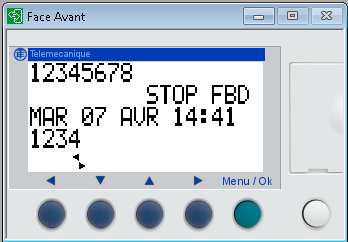 Face Avant
Telemecanique
12345678
STOP FBD
MAR 07 AVR 14:41
1234
Menu / Ok